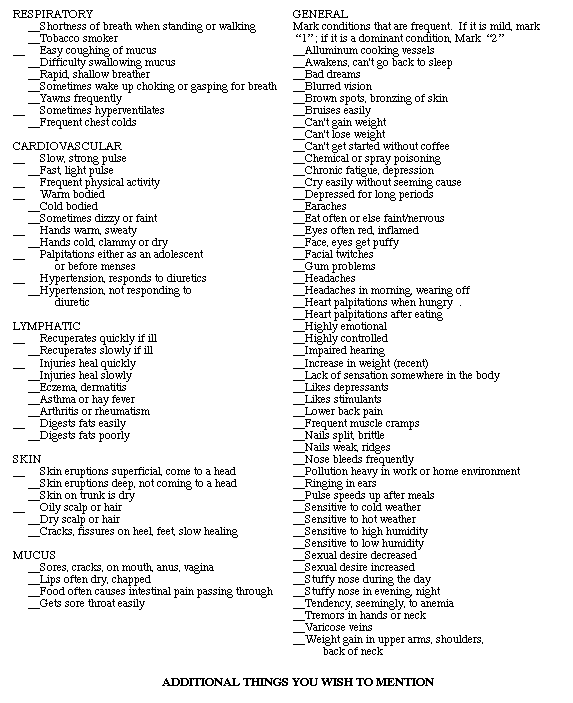 RESPIRATORY
__Shortness of breath when standing or walking
__Tobacco smoker
__ Easy coughing of mucus
__Difficulty swallowing mucus
__Rapid, shallow breather
__Sometimes wake up choking or gasping for breath
__Yawns frequently
__ Sometimes hyperventilates
__Frequent chest colds
CARDIOVASCULAR
__ Slow, strong pulse
__Fast, light pulse
__ Frequent physical activity
__ Warm bodied
__Cold bodied
__Sometimes dizzy or faint
__ Hands warm, sweaty
__Hands cold, clammy or dry
__ Palpitations either as an adolescent
or before menses
__ Hypertension, responds to diuretics
__Hypertension, not responding to
diuretic
LYMPHATIC
__ Recuperates quickly if ill
__Recuperates slowly if ill
__ Injuries heal quickly
__Injuries heal slowly
__Eczema, dermatitis
__Asthma or hay fever
__Arthritis or rheumatism
__ Digests fats easily
__Digests fats poorly
SKIN
__ Skin eruptions superficial, come to a head
__Skin eruptions deep, not coming to a head
__Skin on trunk is dry
__ Oily scalp or hair
__Dry scalp or hair
__Cracks, fissures on heel, feet, slow healing
MUCUS
__Sores, cracks, on mouth, anus, vagina
__Lips often dry, chapped
__Food often causes intestinal pain passing through
__Gets sore throat easily
GENERAL
Mark conditions that are frequent. If it is mild, mark
“1”; if it is a dominant condition, Mark “2”
__Alluminum cooking vessels
__Awakens, can't go back to sleep
__Bad dreams
__Blurred vision
__Brown spots, bronzing of skin
__Bruises easily
__Can't gain weight
__Can't lose weight
__Can't get started without coffee
__Chemical or spray poisoning
__Chronic fatigue, depression
__Cry easily without seeming cause
__Depressed for long periods
__Earaches
__Eat often or else faint/nervous
__Eyes often red, inflamed
__Face, eyes get puffy
__Facial twitches
__Gum problems
__Headaches
__Headaches in morning, wearing off
__Heart palpitations when hungry .
__Heart palpitations after eating
__Highly emotional
__Highly controlled
__Impaired hearing
__Increase in weight (recent)
__Lack of sensation somewhere in the body
__Likes depressants
__Likes stimulants
__Lower back pain
__Frequent muscle cramps
__Nails split, brittle
__Nails weak, ridges
__Nose bleeds frequently
__Pollution heavy in work or home environment
__Ringing in ears
__Pulse speeds up after meals
__Sensitive to cold weather
__Sensitive to hot weather
__Sensitive to high humidity
__Sensitive to low humidity
__Sexual desire decreased
__Sexual desire increased
__Stuffy nose during the day
__Stuffy nose in evening, night
__Tendency, seemingly, to anemia
__Tremors in hands or neck
__Varicose veins
__Weight gain in upper arms, shoulders,
back of neck
ADDITIONAL THINGS YOU WISH TO MENTION